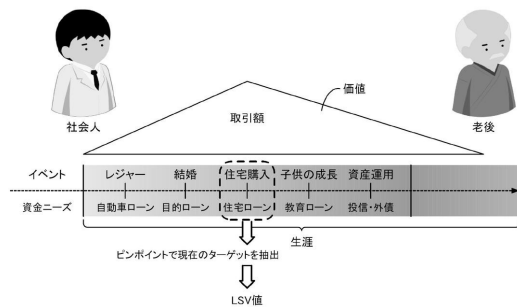 社会人
老後
価値
取引額
イベント レジャー 結婚 住宅購入 子供の成長 資産運用
資金ニーズ 自動車ローン 目的ローン 住宅ローン 教育ローン 投信・外債
生涯
ピンポイントで現在のターゲットを抽出
LSV値